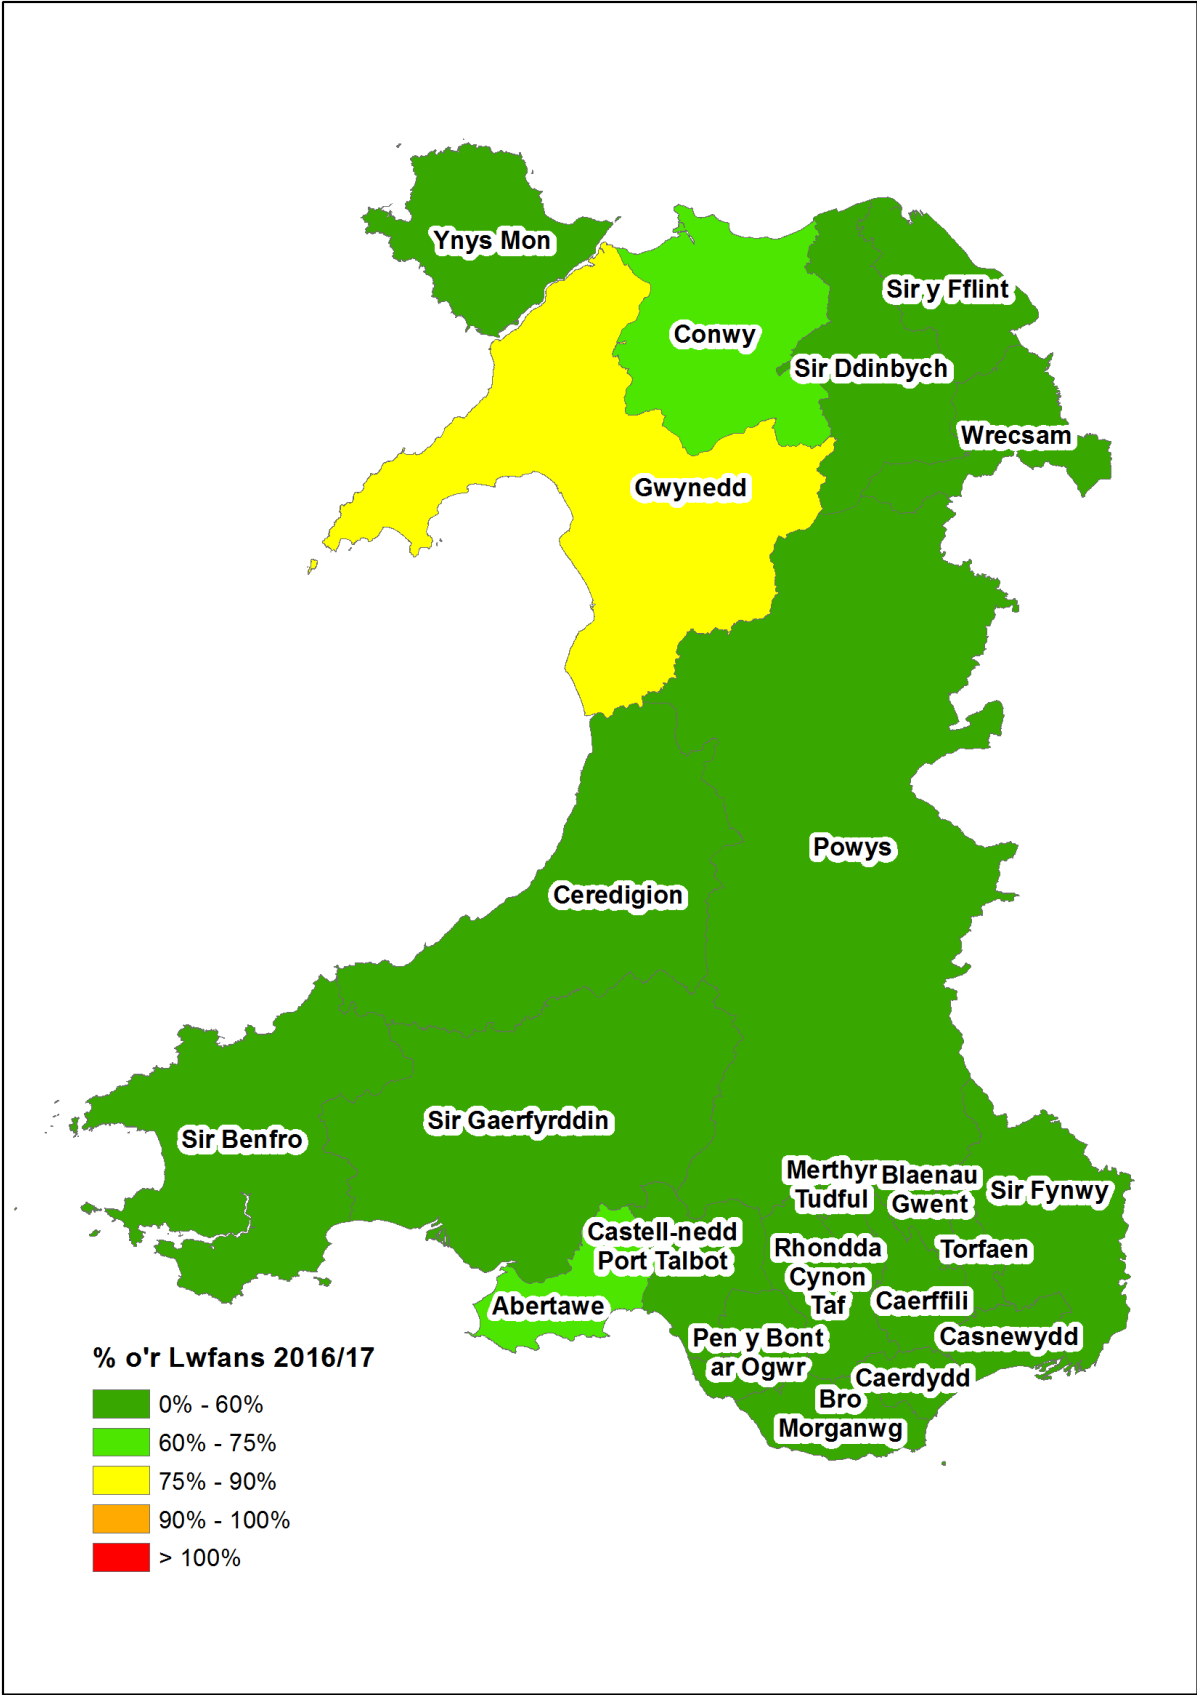 Ynys Mon
Sir y Fflint
Conwy
Sir Ddinbych
Wrecsam
Gwynedd
Powys
Ceredigion
Sir Gaerfyrddin
Sir Benfro
Merthyr
Tudful
Blaenau
Gwent
Sir Fynwy
Castell-nedd
Port Talbot
Rhondda
Cynon
Taf
Torfaen
Abertawe
Caerffili
Pen y Bont
ar Ogwr
Casnewydd
Caerdydd
Bro
Morganwg
% o'r Lwfans 2016/17
0% - 60%
60% - 75%
75% - 90%
90% - 100%
> 100%